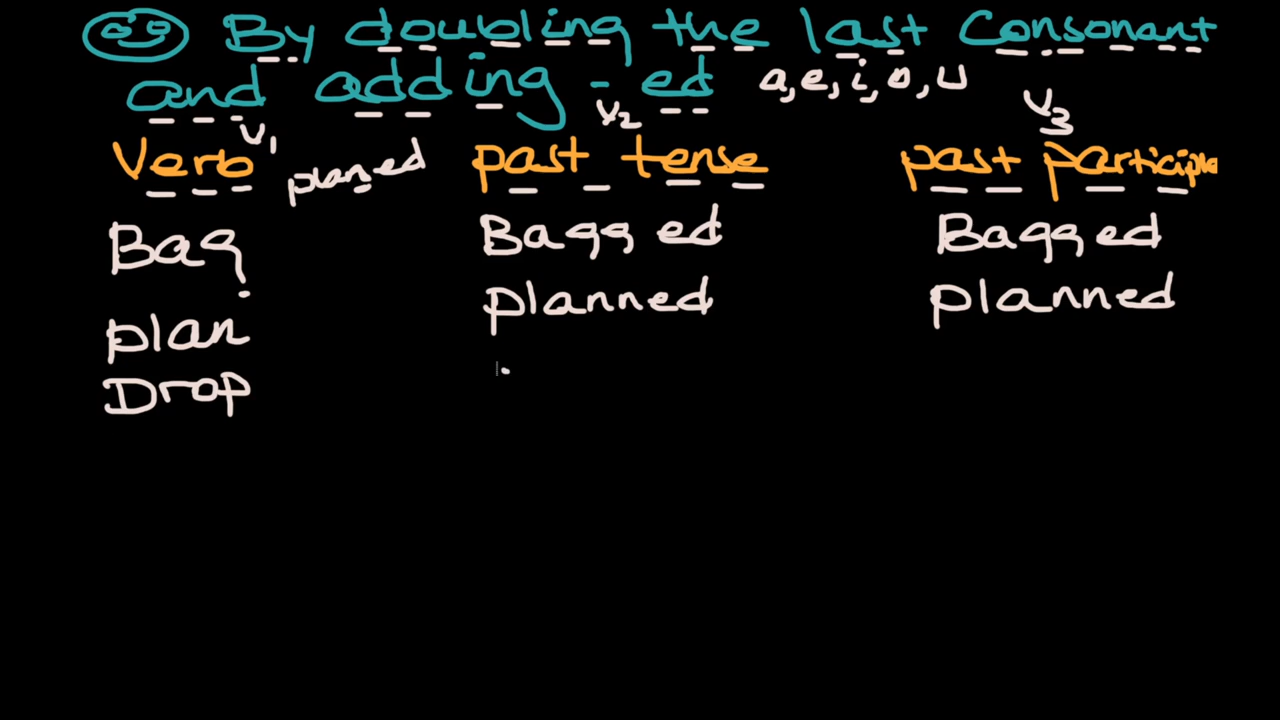 By doubling the last Consonant
and adding - ed a, e, i, o, u
V1 V2 V3
Verb planed past tense past participle
Bag Bagged Bagged
plan planned planned
Drop